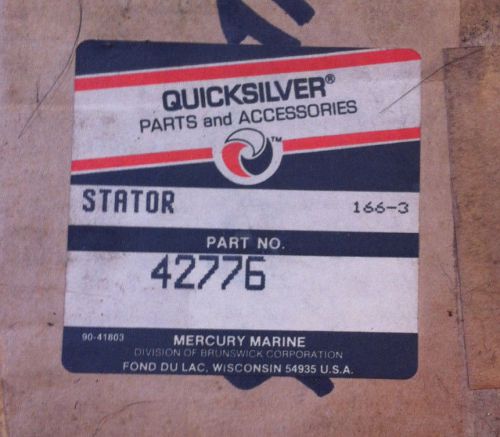 QUICKSILVER®
PARTS and ACCESSORIES
™
STATOR 166-3
PART NO.
42776
90-41803 MERCURY MARINE
DIVISION OF BRUNSWICK CORPORATION
FOND DU LAC, WISCONSIN 54935 U.S.A.